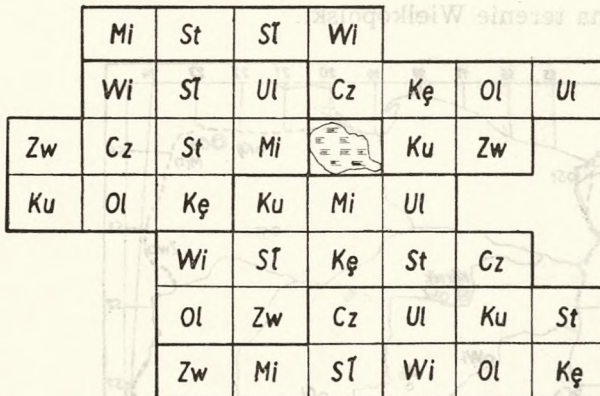 Mi St Sł Wi
Wi Sł Ul Cz Kę Ol Ul
Zw Cz St Mi Ku Zw
Ku Ol Kę Ku Mi Ul
Wi Sł Kę St Cz
Ol Zw Cz Ul Ku St
Zw Mi Sł Wi Ol Kę